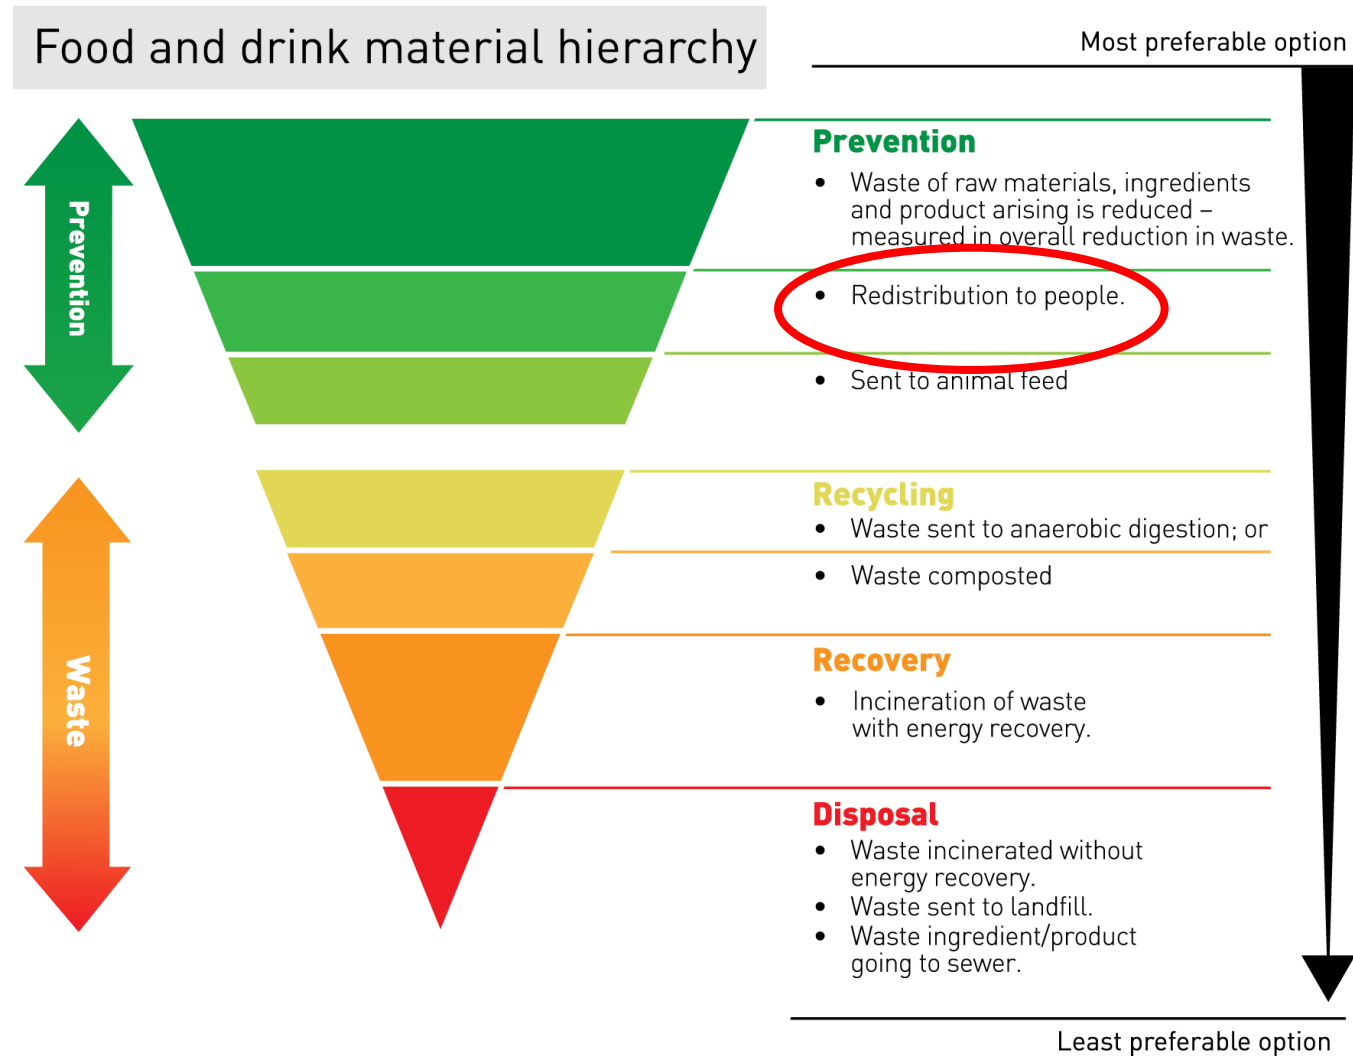 Food and drink material hierarchy
Most preferable option
Prevention
Prevention
• Waste of raw materials, ingredients
and product arising is reduced –
measured in overall reduction in waste.
• Redistribution to people.
• Sent to animal feed
Waste
Recycling
• Waste sent to anaerobic digestion; or
• Waste composted
Recovery
• Incineration of waste
with energy recovery.
Disposal
• Waste incinerated without
energy recovery.
• Waste sent to landfill.
• Waste ingredient/product
going to sewer.
Least preferable option